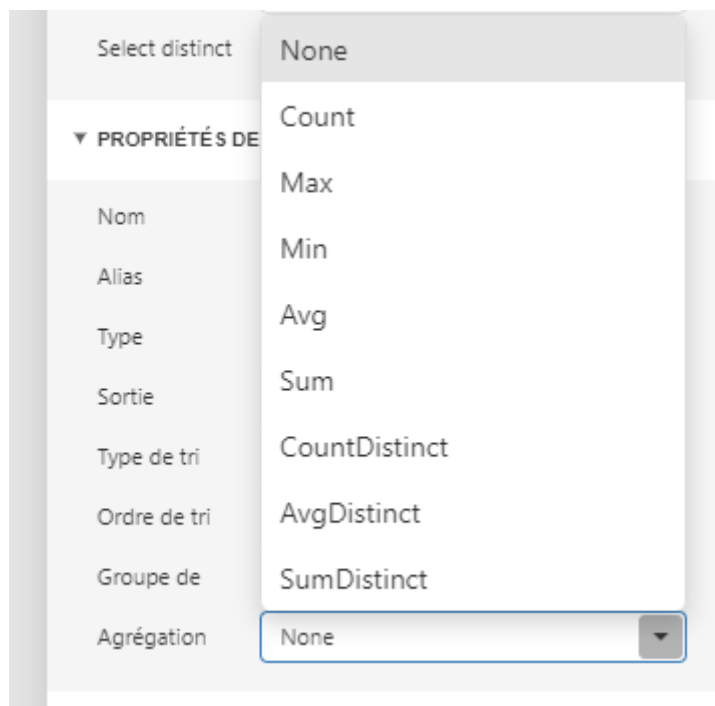 Select distinct
None
Count
▼ PROPRIÉTÉS DE
Max
Nom
Min
Alias
Avg
Type
Sum
Sortie
CountDistinct
Type de tri
AvgDistinct
Ordre de tri
SumDistinct
Groupe de
Agrégation None